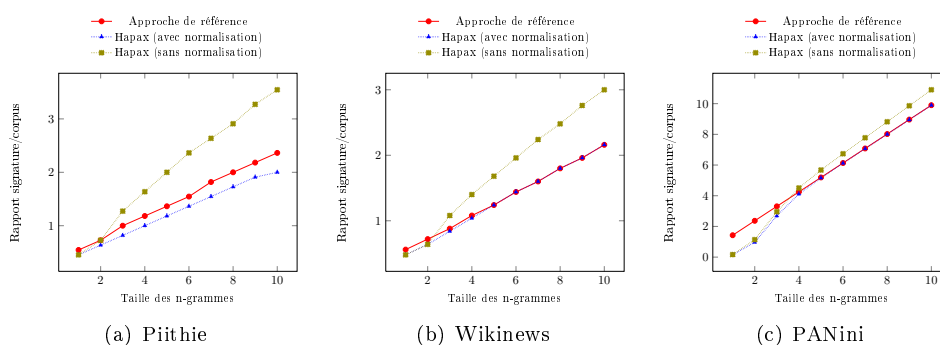 Approche de référence
Hapax (avec normalisation)
Hapax (sans normalisation)
3
2
1
Rapport signature/corpus
2 4 6 8 10
Taille des n-grammes
(a) Piithie
Approche de référence
Hapax (avec normalisation)
Hapax (sans normalisation)
3
2
1
Rapport signature/corpus
2 4 6 8 10
Taille des n-grammes
(b) Wikinews
Approche de référence
Hapax (avec normalisation)
Hapax (sans normalisation)
10
8
6
4
2
0
Rapport signature/corpus
2 4 6 8 10
Taille des n-grammes
(c) PANini